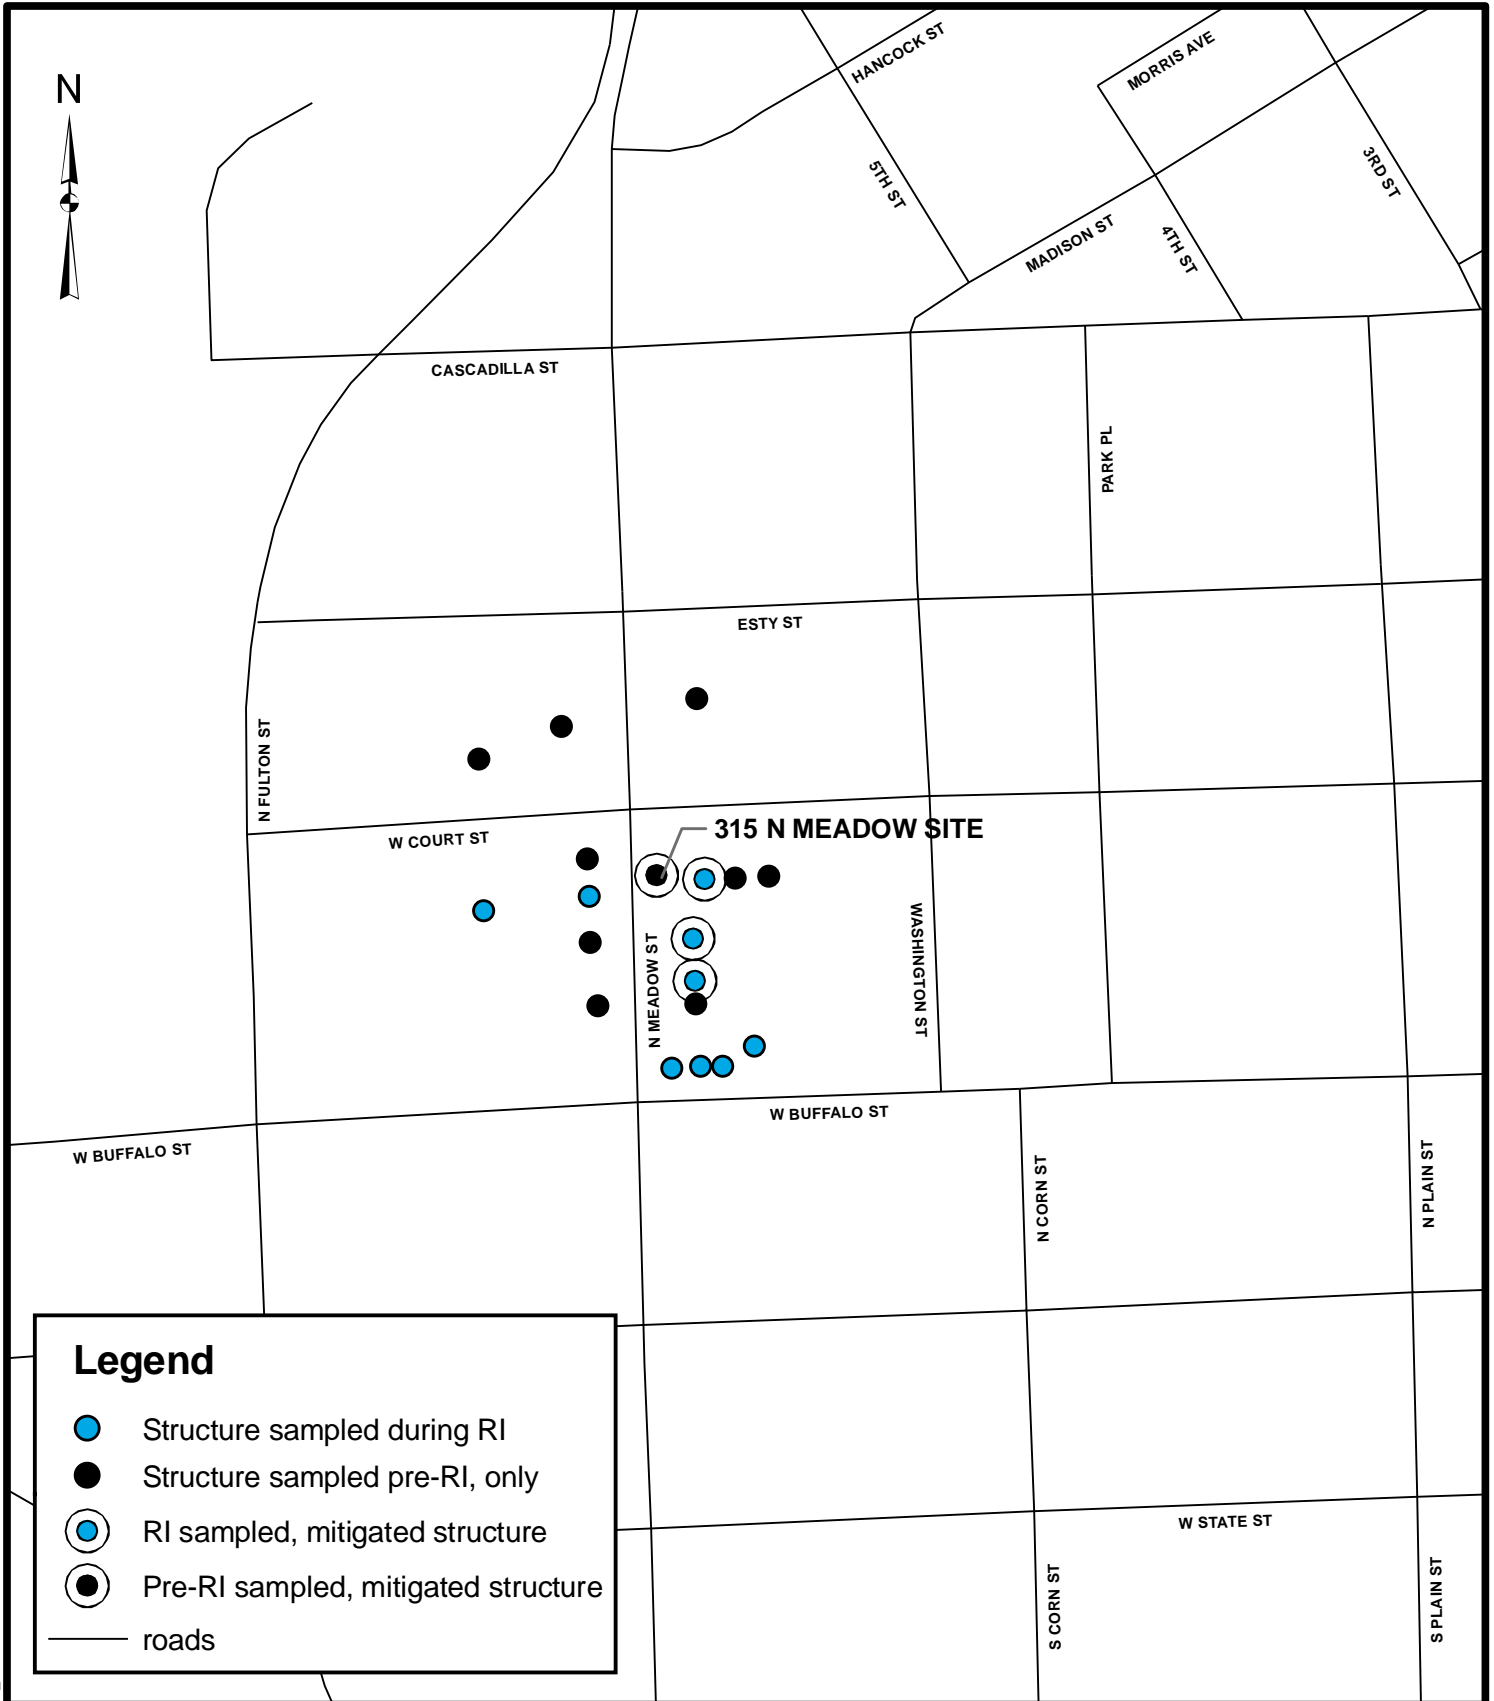 N
HANCOCK ST
MORRIS AVE
5TH ST
3RD ST
MADISON ST
4TH ST
CASCADILLA ST
PARK PL
ESTY ST
N FULTON ST
W COURT ST
315 N MEADOW SITE
N MEADOW ST
WASHINGTON ST
W BUFFALO ST
W BUFFALO ST
N CORN ST
N PLAIN ST
Legend
Structure sampled during RI
Structure sampled pre-RI, only
RI sampled, mitigated structure
Pre-RI sampled, mitigated structure
roads
W STATE ST
S CORN ST
S PLAIN ST